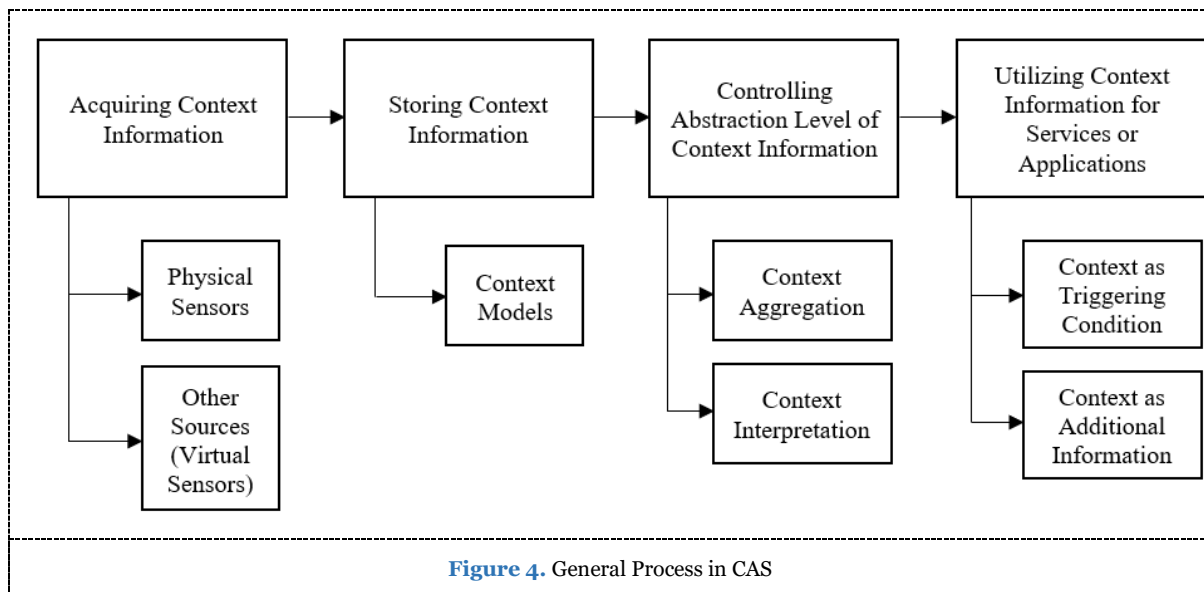 Acquiring Context
Information
Storing Context
Information
Controlling
Abstraction Level of
Context Information
Utilizing Context
Information for
Services or
Applications
Physical
Sensors
Other
Sources
(Virtual
Sensors)
Context
Models
Context
Aggregation
Context
Interpretation
Context as
Triggering
Condition
Context as
Additional
Information
Figure 4. General Process in CAS